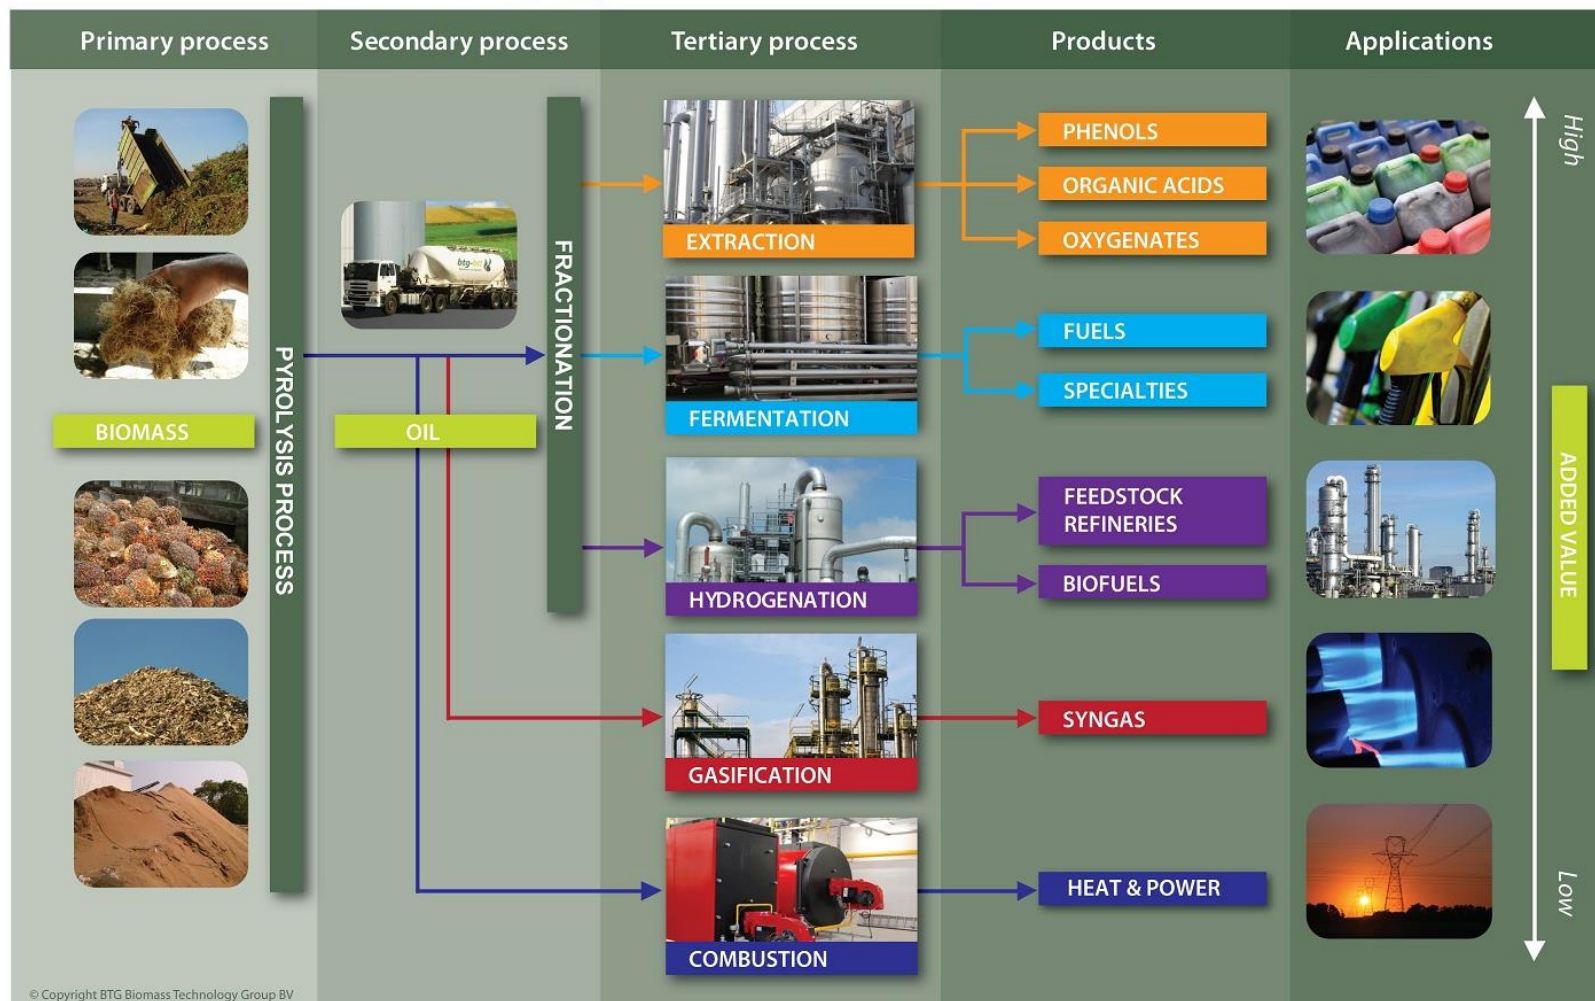 Primary process
Secondary process
Tertiary process
Products
Applications
BIOMASS
PYROLYSIS PROCESS
btg-btl
OIL
FRACTIONATION
EXTRACTION
FERMENTATION
HYDROGENATION
GASIFICATION
COMBUSTION
PHENOLS
ORGANIC ACIDS
OXYGENATES
FUELS
SPECIALTIES
FEEDSTOCK
REFINERIES
BIOFUELS
SYNGAS
HEAT & POWER
High
ADDED VALUE
Low
© Copyright BTG Biomass Technology Group BV